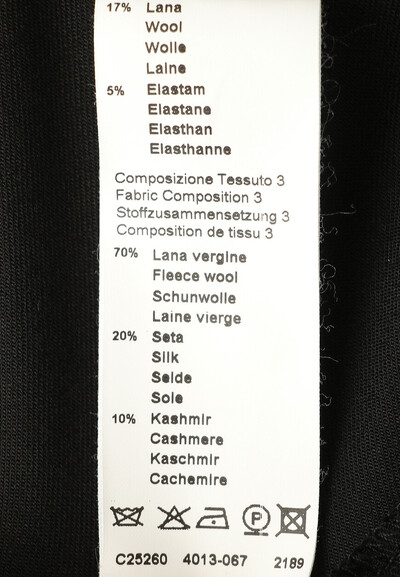 17% Lana
Wool
Wolle
Laine
5% Elastam
Elastane
Elasthan
Elasthanne
Composizione Tessuto 3
Fabric Composition 3
Stoffzusammensetzung 3
Composition de tissu 3
70% Lana vergine
Fleece wool
Schunwolle
Laine vierge
20% Seta
Silk
Seide
Soie
10% Kashmir
Cashmere
Kaschmir
Cachemire
P
C25260 4013-067 2189